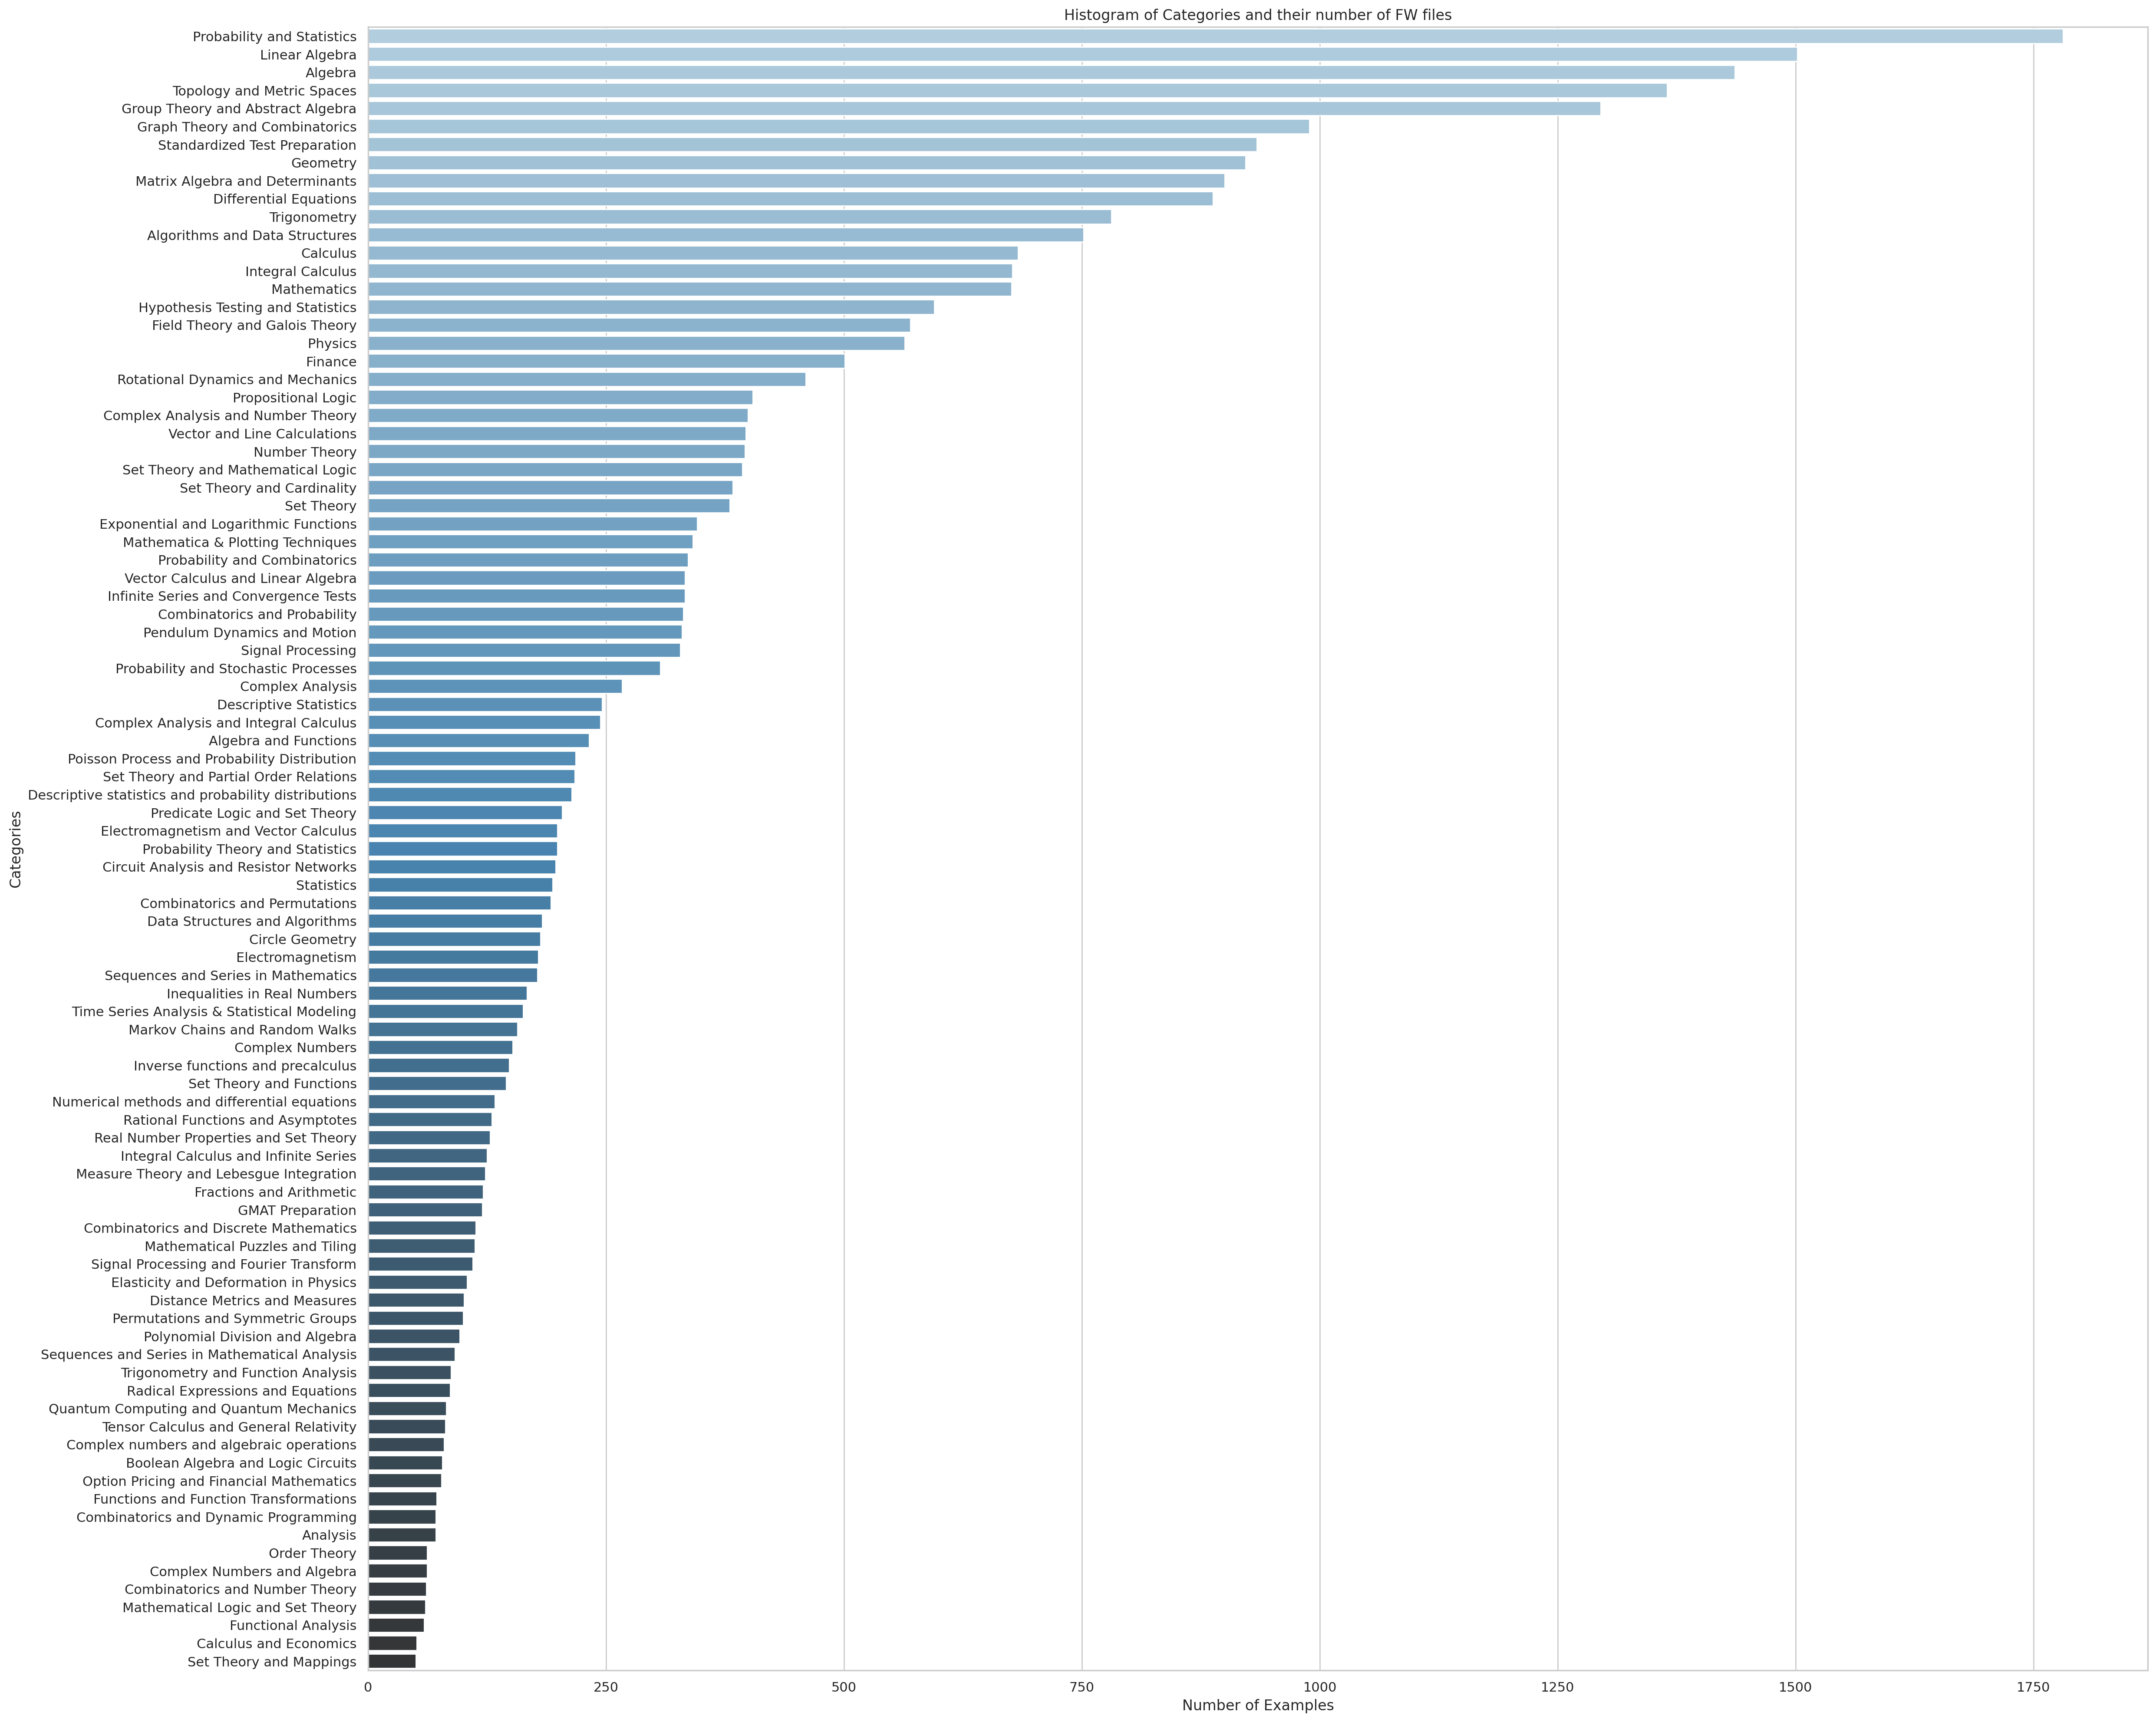 Histogram of Categories and their number of FW files
Probability and Statistics
Linear Algebra
Algebra
Topology and Metric Spaces
Group Theory and Abstract Algebra
Graph Theory and Combinatorics
Standardized Test Preparation
Geometry
Matrix Algebra and Determinants
Differential Equations
Trigonometry
Algorithms and Data Structures
Calculus
Integral Calculus
Mathematics
Hypothesis Testing and Statistics
Field Theory and Galois Theory
Physics
Finance
Rotational Dynamics and Mechanics
Propositional Logic
Complex Analysis and Number Theory
Vector and Line Calculations
Number Theory
Set Theory and Mathematical Logic
Set Theory and Cardinality
Set Theory
Exponential and Logarithmic Functions
Mathematica & Plotting Techniques
Probability and Combinatorics
Vector Calculus and Linear Algebra
Infinite Series and Convergence Tests
Combinatorics and Probability
Pendulum Dynamics and Motion
Signal Processing
Probability and Stochastic Processes
Complex Analysis
Descriptive Statistics
Complex Analysis and Integral Calculus
Algebra and Functions
Poisson Process and Probability Distribution
Set Theory and Partial Order Relations
Descriptive statistics and probability distributions
Predicate Logic and Set Theory
Electromagnetism and Vector Calculus
Probability Theory and Statistics
Circuit Analysis and Resistor Networks
Statistics
Combinatorics and Permutations
Data Structures and Algorithms
Circle Geometry
Electromagnetism
Sequences and Series in Mathematics
Inequalities in Real Numbers
Time Series Analysis & Statistical Modeling
Markov Chains and Random Walks
Complex Numbers
Inverse functions and precalculus
Set Theory and Functions
Numerical methods and differential equations
Rational Functions and Asymptotes
Real Number Properties and Set Theory
Integral Calculus and Infinite Series
Measure Theory and Lebesgue Integration
Fractions and Arithmetic
GMAT Preparation
Combinatorics and Discrete Mathematics
Mathematical Puzzles and Tiling
Signal Processing and Fourier Transform
Elasticity and Deformation in Physics
Distance Metrics and Measures
Permutations and Symmetric Groups
Polynomial Division and Algebra
Sequences and Series in Mathematical Analysis
Trigonometry and Function Analysis
Radical Expressions and Equations
Quantum Computing and Quantum Mechanics
Tensor Calculus and General Relativity
Complex numbers and algebraic operations
Boolean Algebra and Logic Circuits
Option Pricing and Financial Mathematics
Functions and Function Transformations
Combinatorics and Dynamic Programming
Analysis
Order Theory
Complex Numbers and Algebra
Combinatorics and Number Theory
Mathematical Logic and Set Theory
Functional Analysis
Calculus and Economics
Set Theory and Mappings
Categories
0 250 500 750 1000 1250 1500 1750
Number of Examples